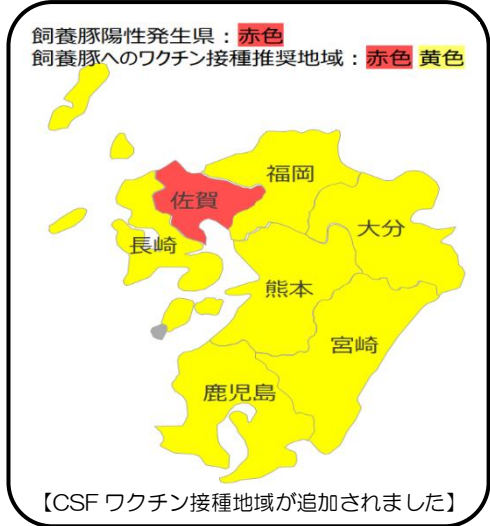 飼養豚陽性発生県：赤色
飼養豚へのワクチン接種推奨地域：赤色 黄色
福岡
佐賀
大分
長崎
熊本
宮崎
鹿児島
【CSF ワクチン接種地域が追加されました】